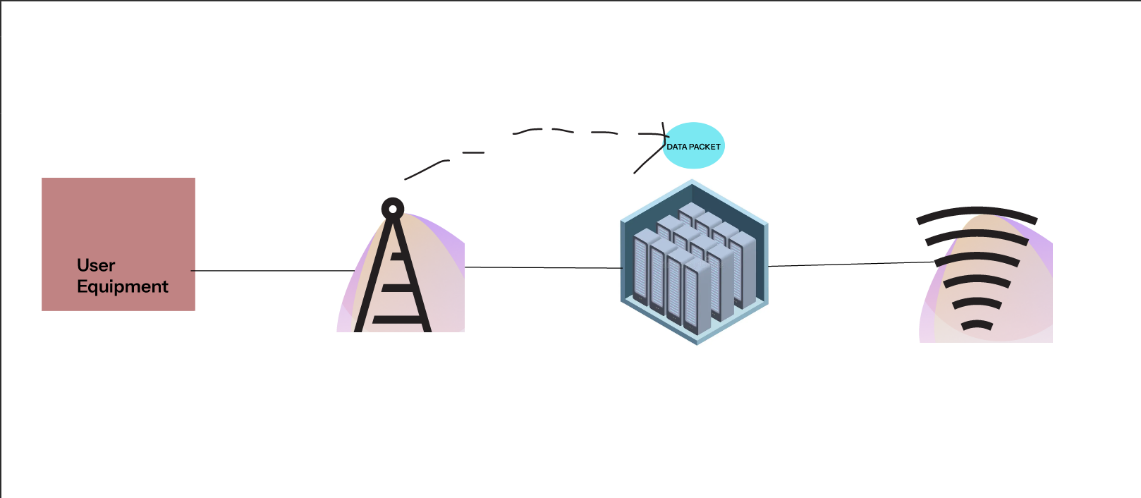 DATA PACKET
User
Equipment